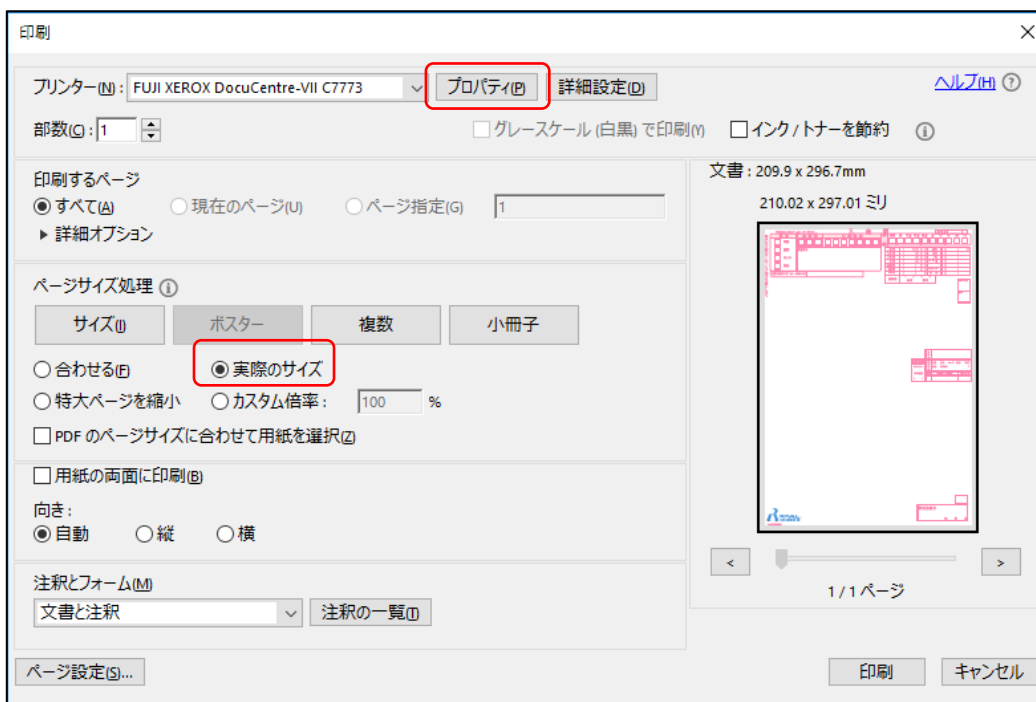 印刷
プリンター(N): FUJI XEROX DocuCentre-VII C7773 プロパティ(P) 詳細設定(D) ヘルプ(H)
部数(C): 1 グレースケール (白黒) で印刷(Y) インク / トナーを節約
印刷するページ
すべて(A) 現在のページ(U) ページ指定(G) 1
詳細オプション
ページサイズ処理
サイズ(I) ポスター 複数 小冊子
合わせる(F) 実際のサイズ
特大ページを縮小 カスタム倍率: 100 %
PDF のページサイズに合わせて用紙を選択(Z)
用紙の両面に印刷(B)
向き:
自動 縦 横
注釈とフォーム(M)
文書と注釈 注釈の一覧(T)
文書: 209.9 x 296.7mm
210.02 x 297.01 ミリ
< >
1 / 1 ページ
ページ設定(S)... 印刷 キャンセル